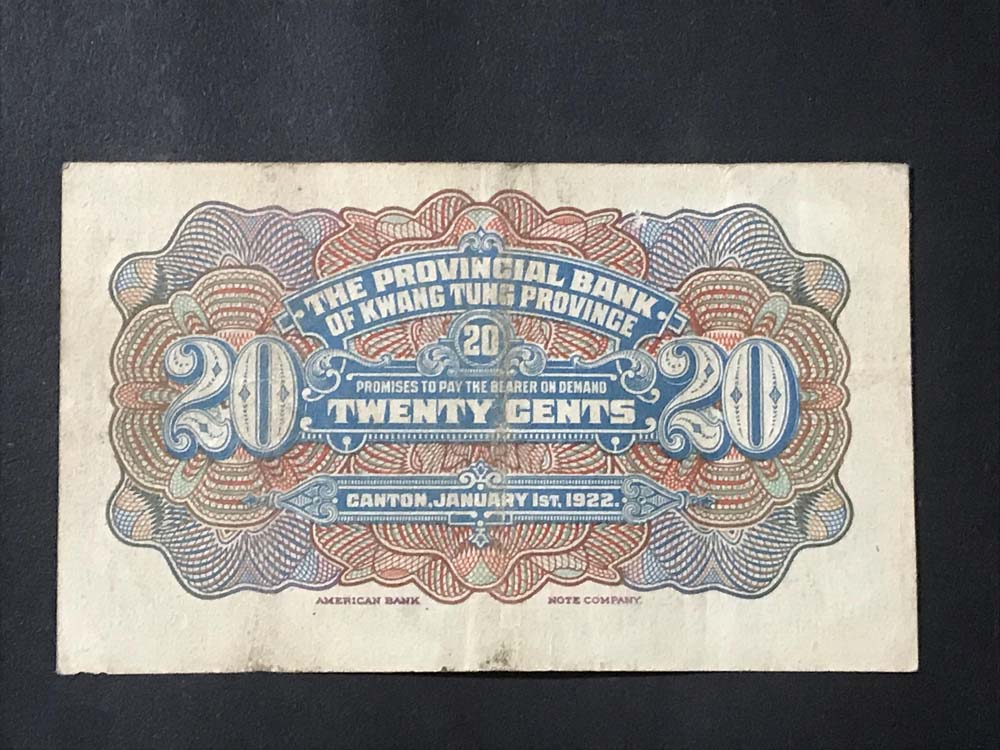 THE PROVINCIAL BANK
OF KWANG TUNG PROVINCE
20
20
20
PROMISES TO PAY THE BEARER ON DEMAND
TWENTY CENTS
CANTON, JANUARY 1ST, 1922.
AMERICAN BANK NOTE COMPANY.